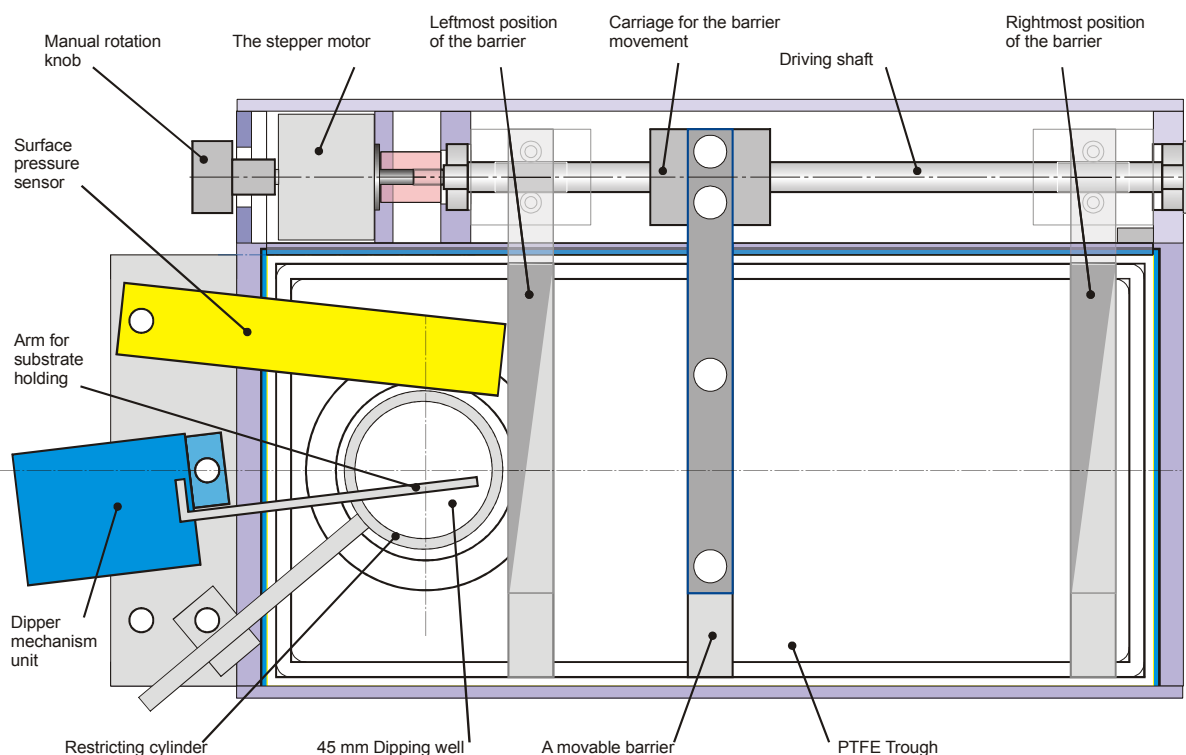 Leftmost position
of the barrier
Carriage for the barrier
movement
Rightmost position
of the barrier
Manual rotation
knob
The stepper motor
Driving shaft
Surface
pressure
sensor
Arm for
substrate
holding
Dipper
mechanism
unit
Restricting cylinder
45 mm Dipping well
A movable barrier
PTFE Trough